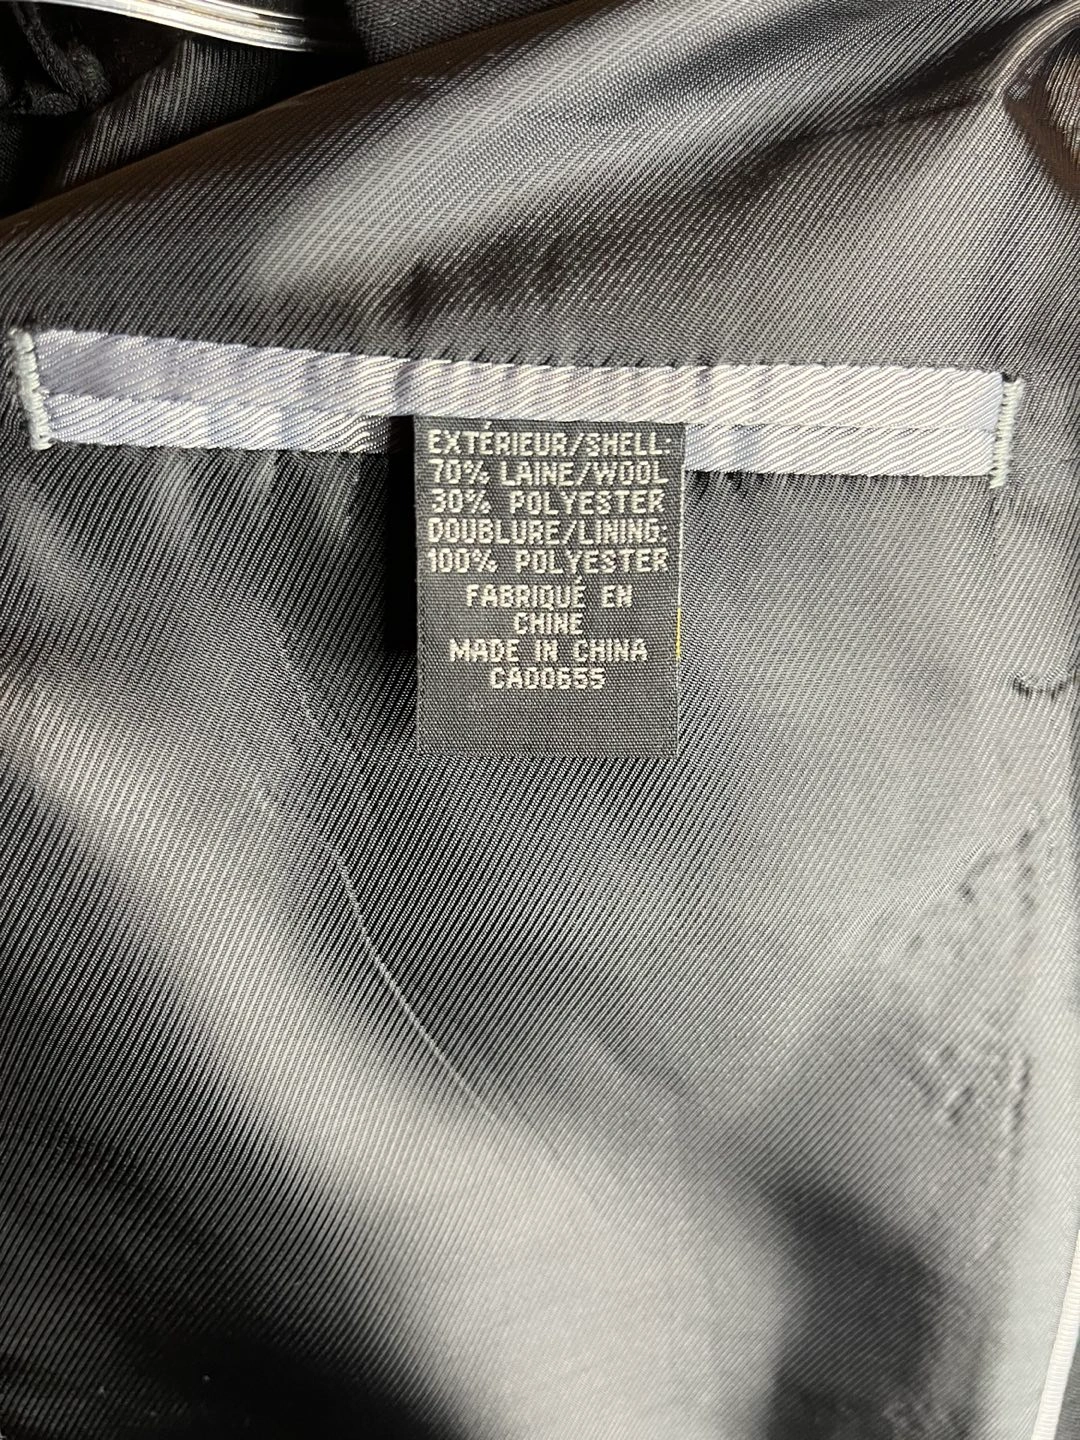 EXTÉRIEUR/SHELL:
70% LAINE/WOOL
30% POLYESTER
DOUBLURE/LINING:
100% POLYESTER
FABRIQUÉ EN
CHINE
MADE IN CHINA
CA00655